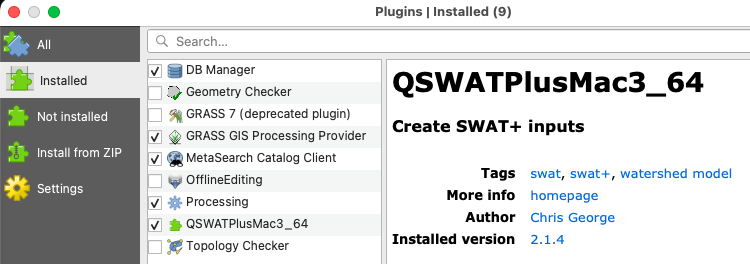 Plugins | Installed (9)
All
Installed
Not installed
Install from ZIP
Settings
Search...
DB Manager
Geometry Checker
GRASS 7 (deprecated plugin)
GRASS GIS Processing Provider
MetaSearch Catalog Client
OfflineEditing
Processing
QSWATPlusMac3_64
Topology Checker
QSWATPlusMac3_64
Create SWAT+ inputs
Tags swat, swat+, watershed model
More info homepage
Author Chris George
Installed version 2.1.4